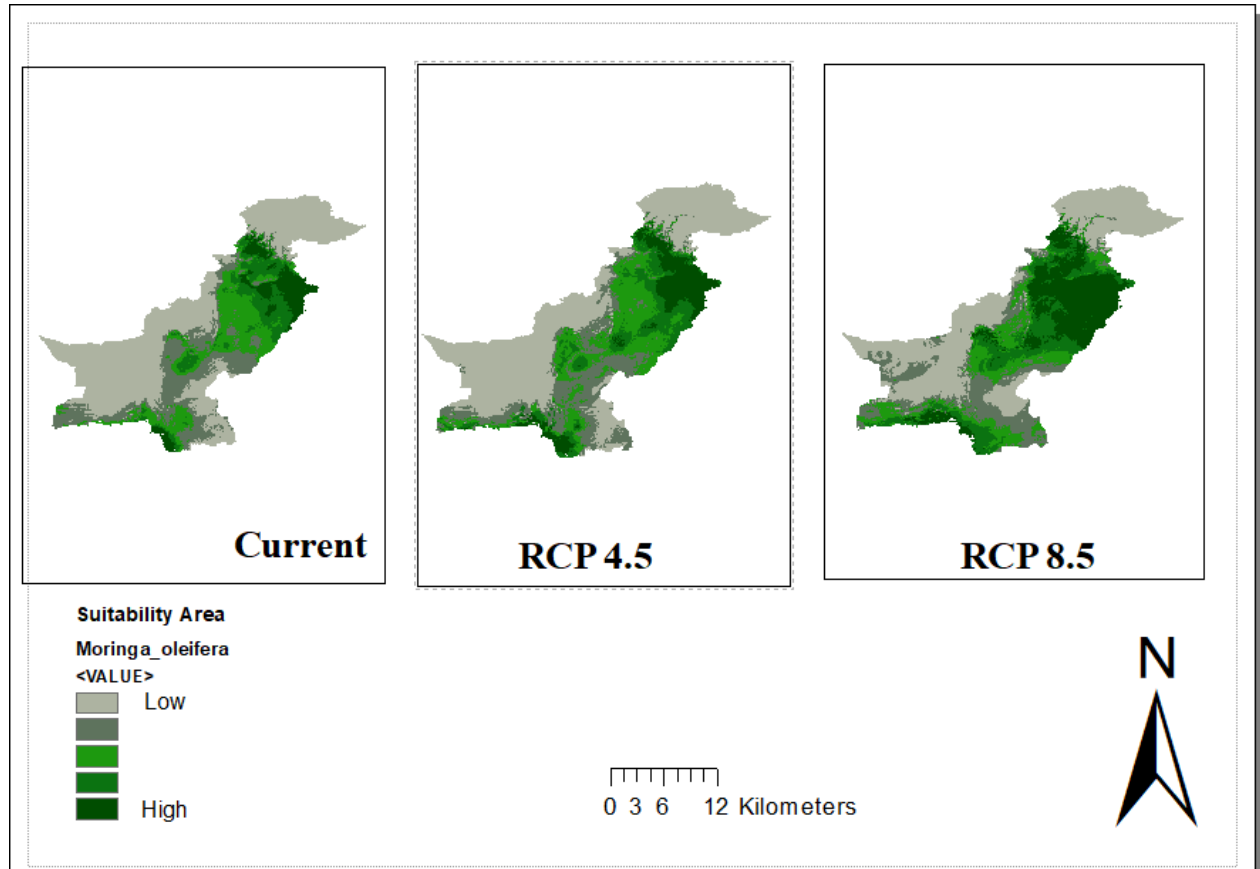 Current
RCP 4.5
RCP 8.5
Suitability Area
Moringa_oleifera
<VALUE>
Low
High
0 3 6 12 Kilometers
N